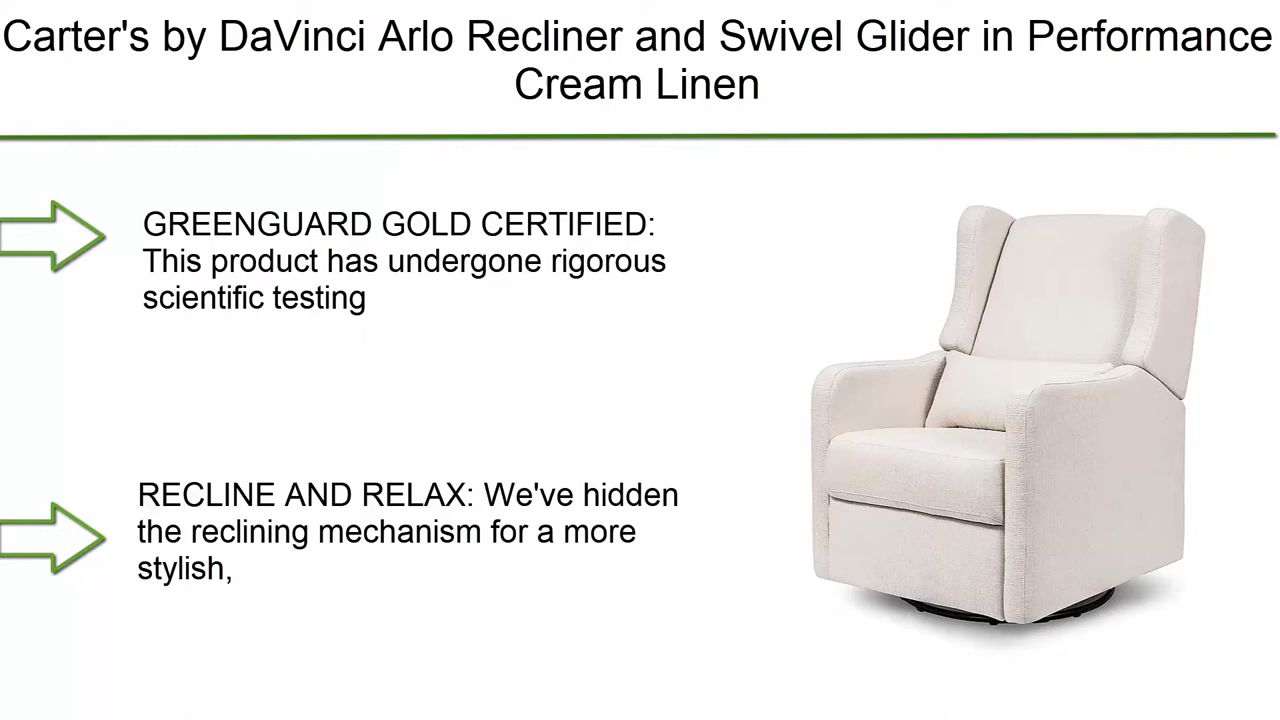 Carter's by DaVinci Arlo Recliner and Swivel Glider in Performance
Cream Linen
GREENGUARD GOLD CERTIFIED:
This product has undergone rigorous
scientific testing
RECLINE AND RELAX: We've hidden
the reclining mechanism for a more
stylish,